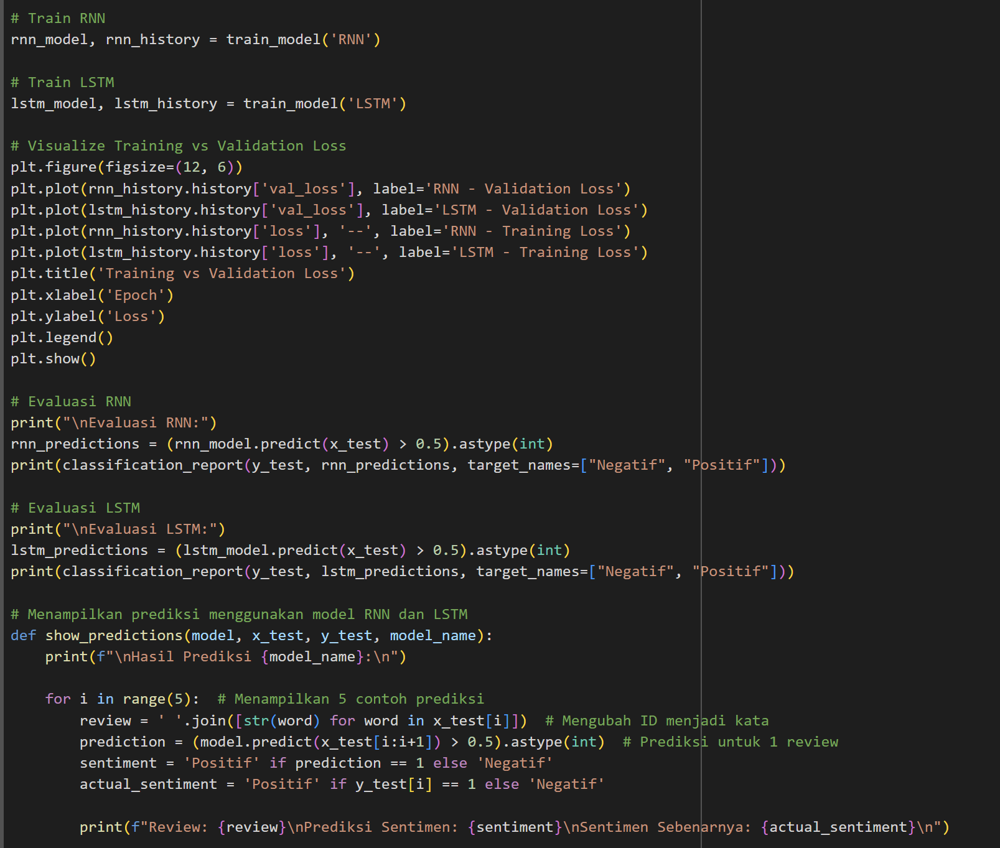 # Train RNN
rnn_model, rnn_history = train_model('RNN')
# Train LSTM
lstm_model, lstm_history = train_model('LSTM')
# Visualize Training vs Validation Loss
plt.figure(figsize=(12, 6))
plt.plot(rnn_history.history['val_loss'], label='RNN - Validation Loss')
plt.plot(lstm_history.history['val_loss'], label='LSTM - Validation Loss')
plt.plot(rnn_history.history['loss'], '--', label='RNN - Training Loss')
plt.plot(lstm_history.history['loss'], '--', label='LSTM - Training Loss')
plt.title('Training vs Validation Loss')
plt.xlabel('Epoch')
plt.ylabel('Loss')
plt.legend()
plt.show()
# Evaluasi RNN
print("\nEvaluasi RNN:")
rnn_predictions = (rnn_model.predict(x_test) > 0.5).astype(int)
print(classification_report(y_test, rnn_predictions, target_names=["Negatif", "Positif"]))
# Evaluasi LSTM
print("\nEvaluasi LSTM:")
lstm_predictions = (lstm_model.predict(x_test) > 0.5).astype(int)
print(classification_report(y_test, lstm_predictions, target_names=["Negatif", "Positif"]))
# Menampilkan prediksi menggunakan model RNN dan LSTM
def show_predictions(model, x_test, y_test, model_name):
    print(f"\nHasil Prediksi {model_name}:\n")
    for i in range(5):  # Menampilkan 5 contoh prediksi
        review = ' '.join([str(word) for word in x_test[i]])  # Mengubah ID menjadi kata
        prediction = (model.predict(x_test[i:i+1]) > 0.5).astype(int)  # Prediksi untuk 1 review
        sentiment = 'Positif' if prediction == 1 else 'Negatif'
        actual_sentiment = 'Positif' if y_test[i] == 1 else 'Negatif'
        print(f"Review: {review}\nPrediksi Sentimen: {sentiment}\nSentimen Sebenarnya: {actual_sentiment}\n")